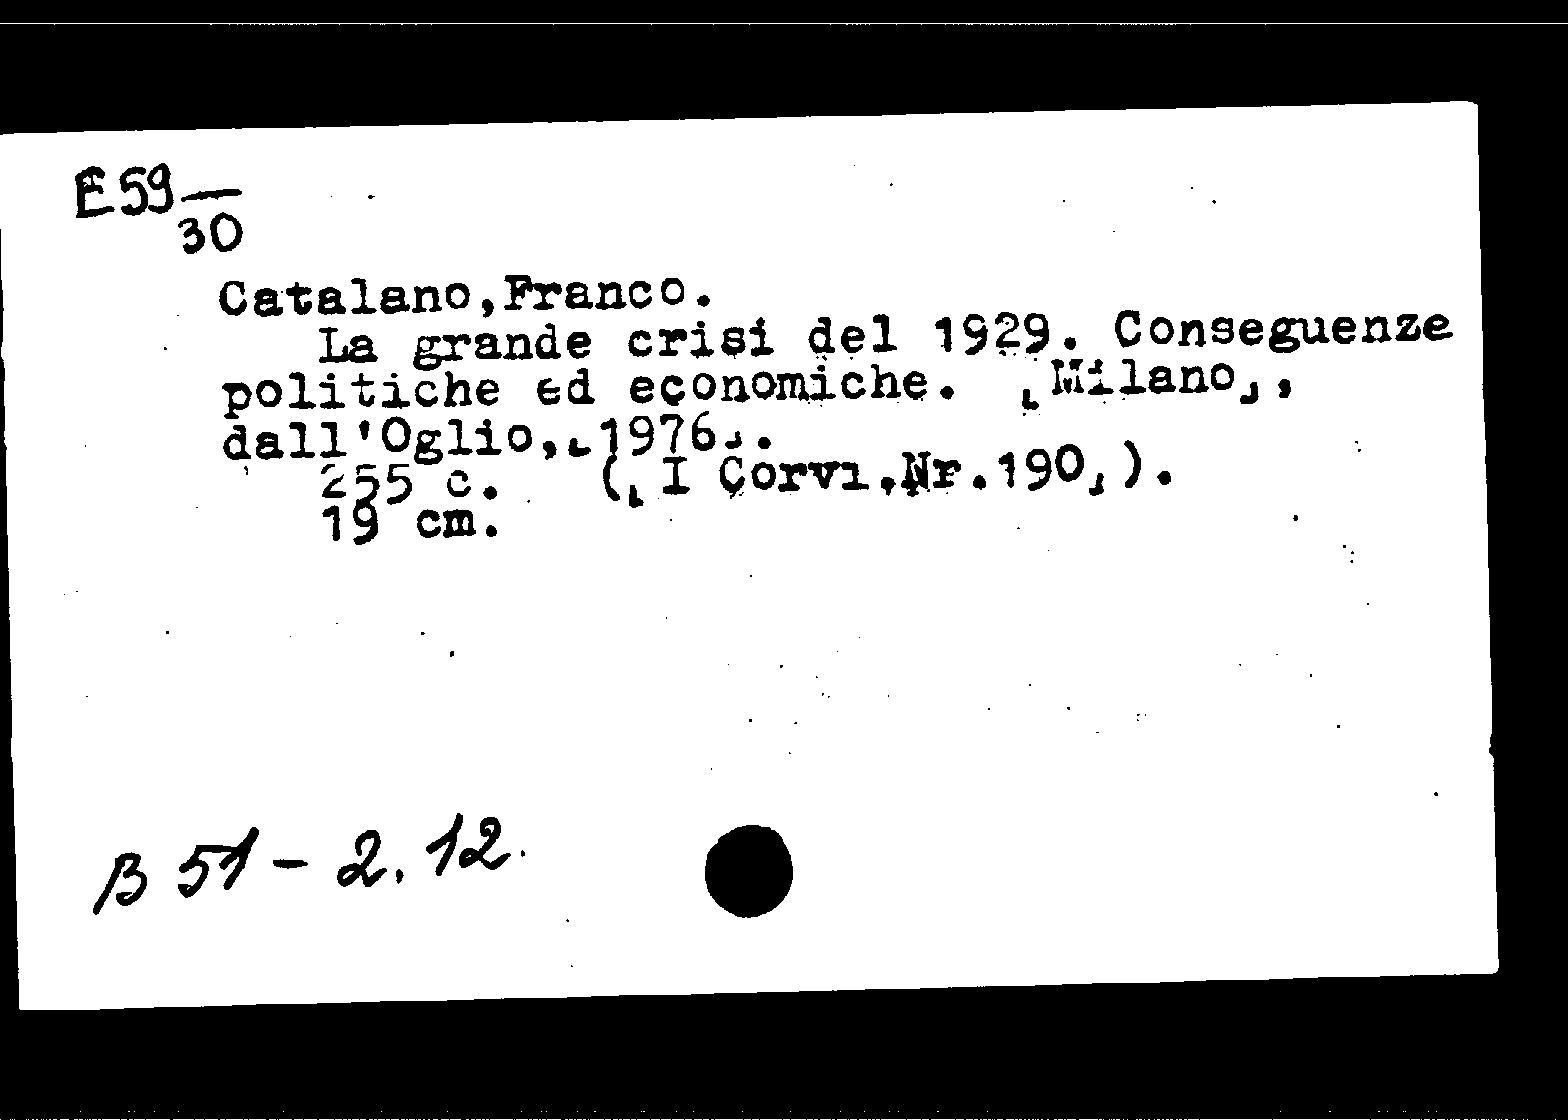 E 59—
30
Catalano,Franco.
La grande crisi del 1929. Conseguenze
politiche ed economiche. [Milano],
dall'Oglio,[1976].
255 c. ([I Corvi,Nr.190]).
19 cm.
B 51 - 2. 12.